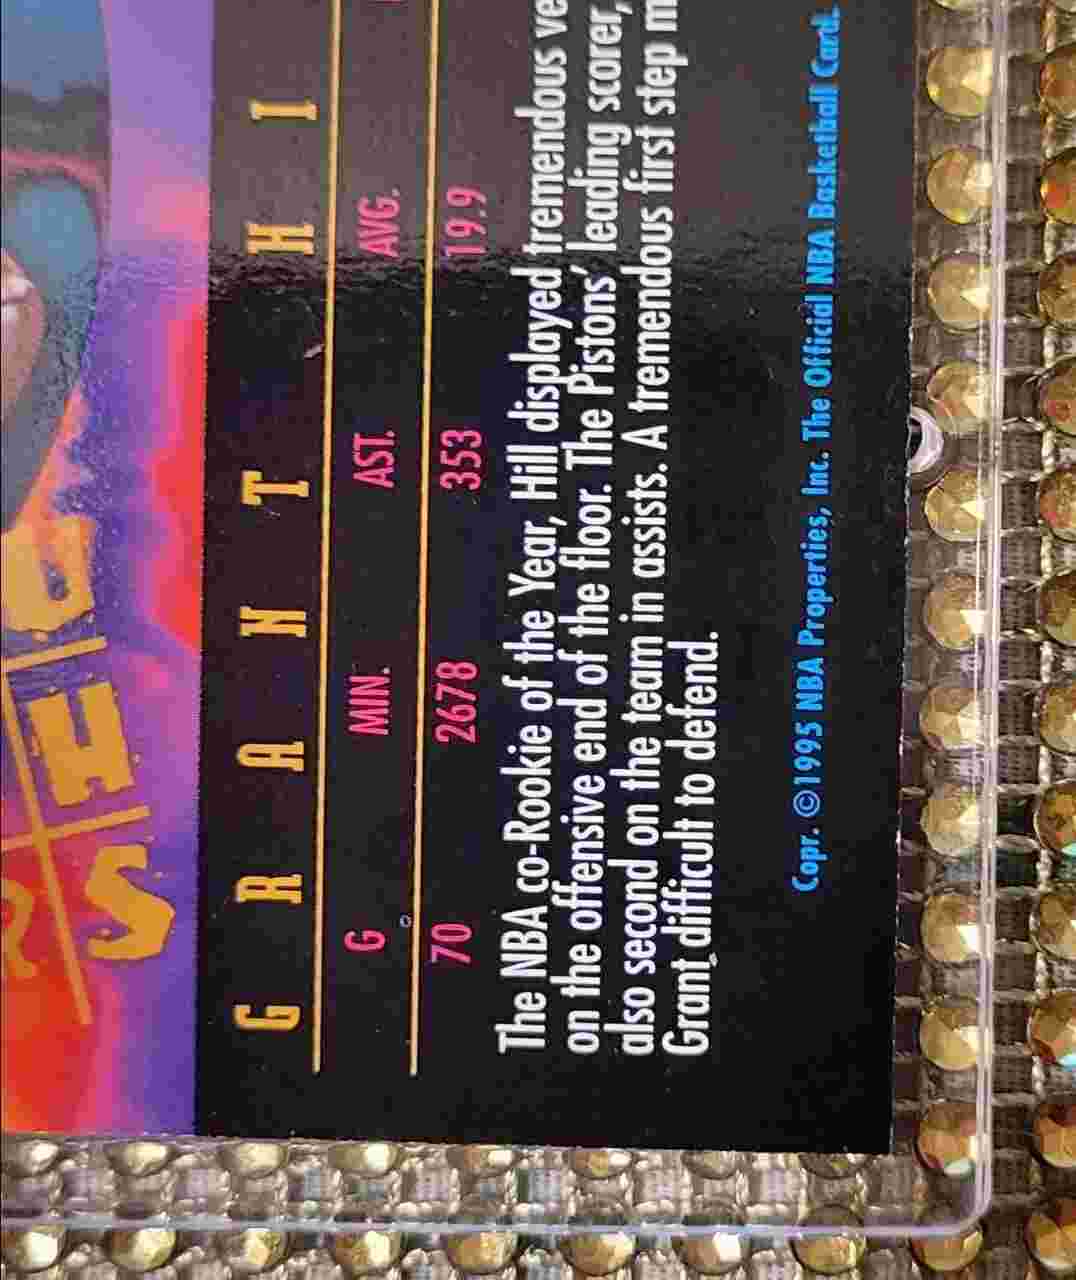 G R A N T H I
G MIN. AST. AVG.
70 2678 353 19.9
The NBA co-Rookie of the Year, Hill displayed tremendous ve
on the offensive end of the floor. The Pistons' leading scorer,
also second on the team in assists. A tremendous first step m
Grant difficult to defend.
Copr. ©1995 NBA Properties, Inc. The Official NBA Basketball Card.